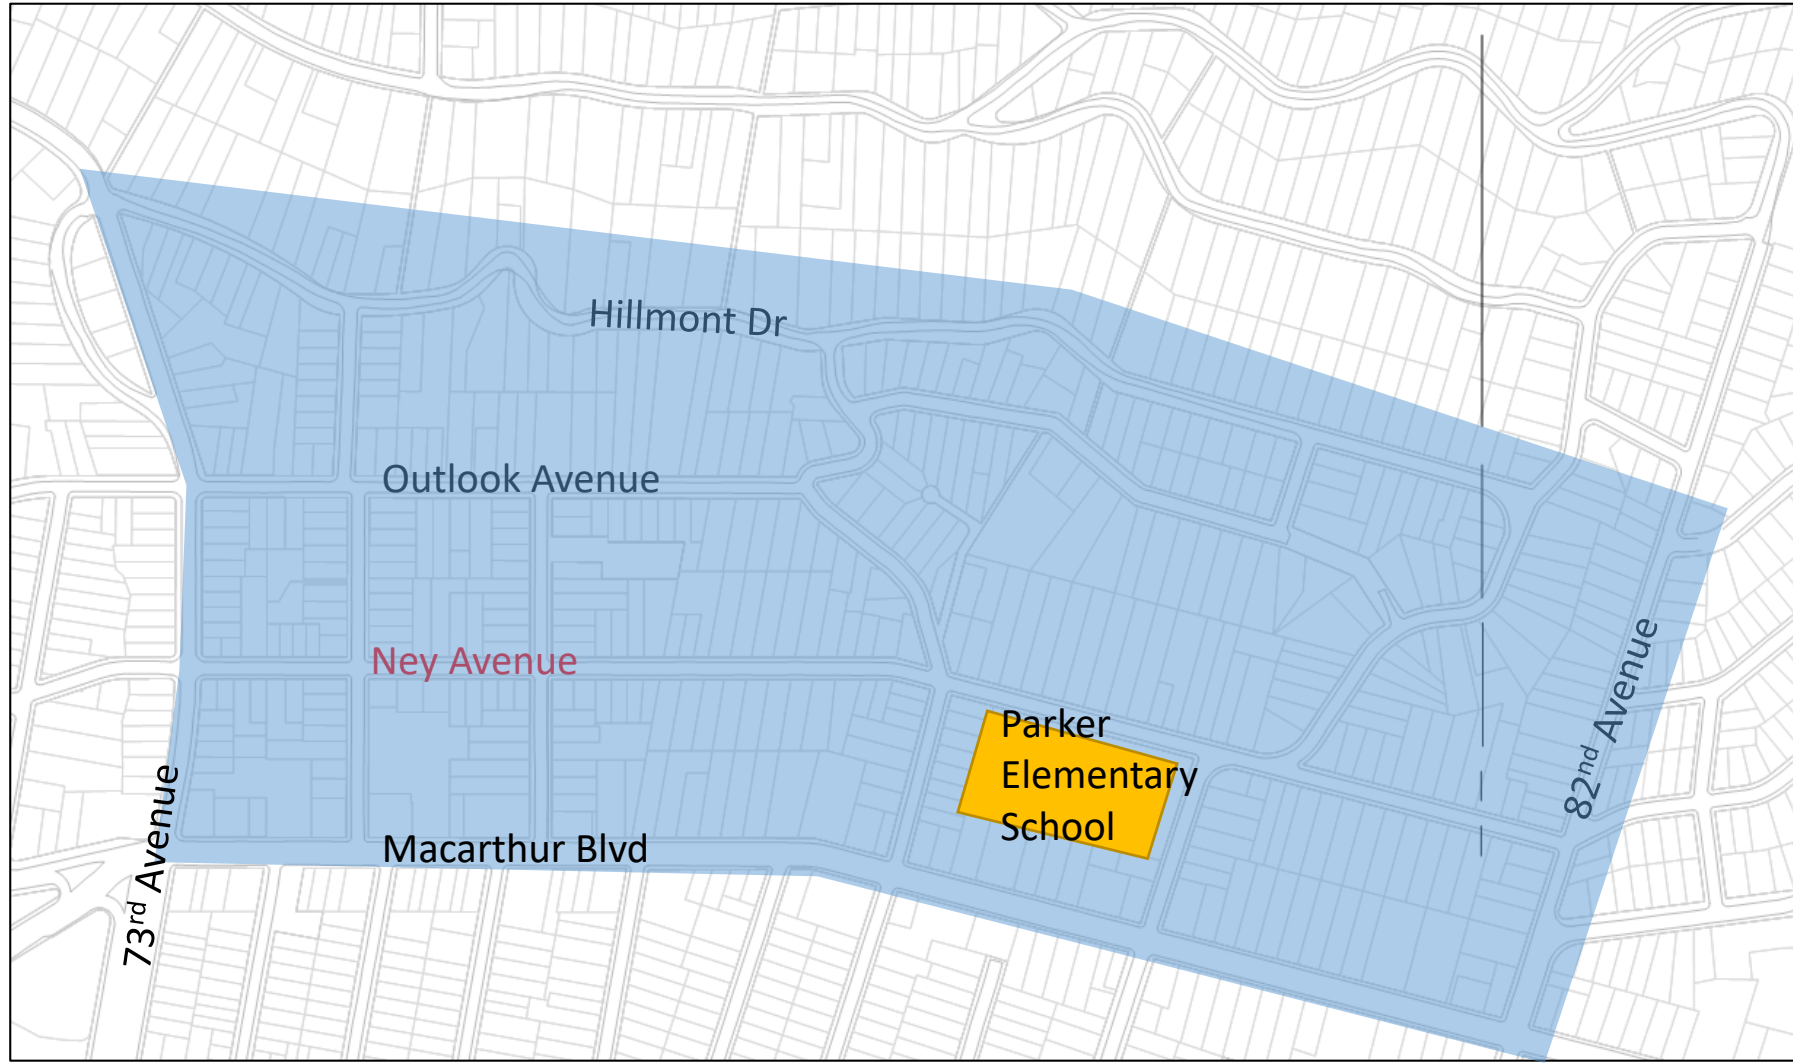 Hillmont Dr
Outlook Avenue
Ney Avenue
Parker
Elementary
School
82nd Avenue
Macarthur Blvd
73rd Avenue